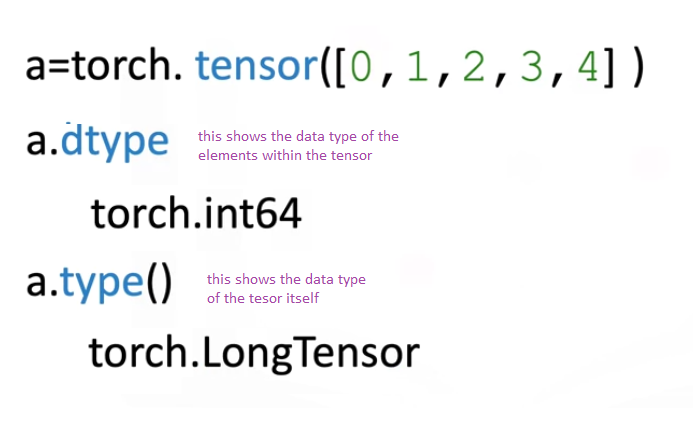 a=torch. tensor([0,1,2,3,4])
a.dtype
this shows the data type of the
elements within the tensor
torch.int64
a.type()
this shows the data type
of the tesor itself
torch.LongTensor